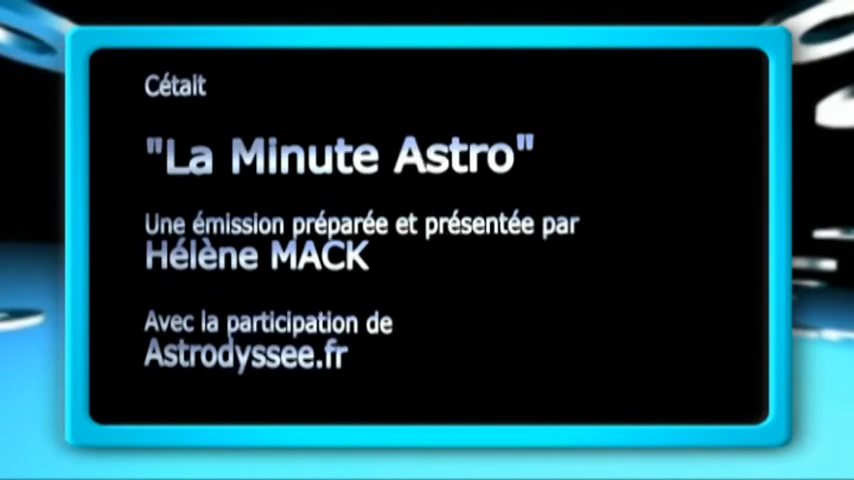 Cétait
"La Minute Astro"
Une émission préparée et présentée par
Hélène MACK
Avec la participation de
Astrodyssee.fr